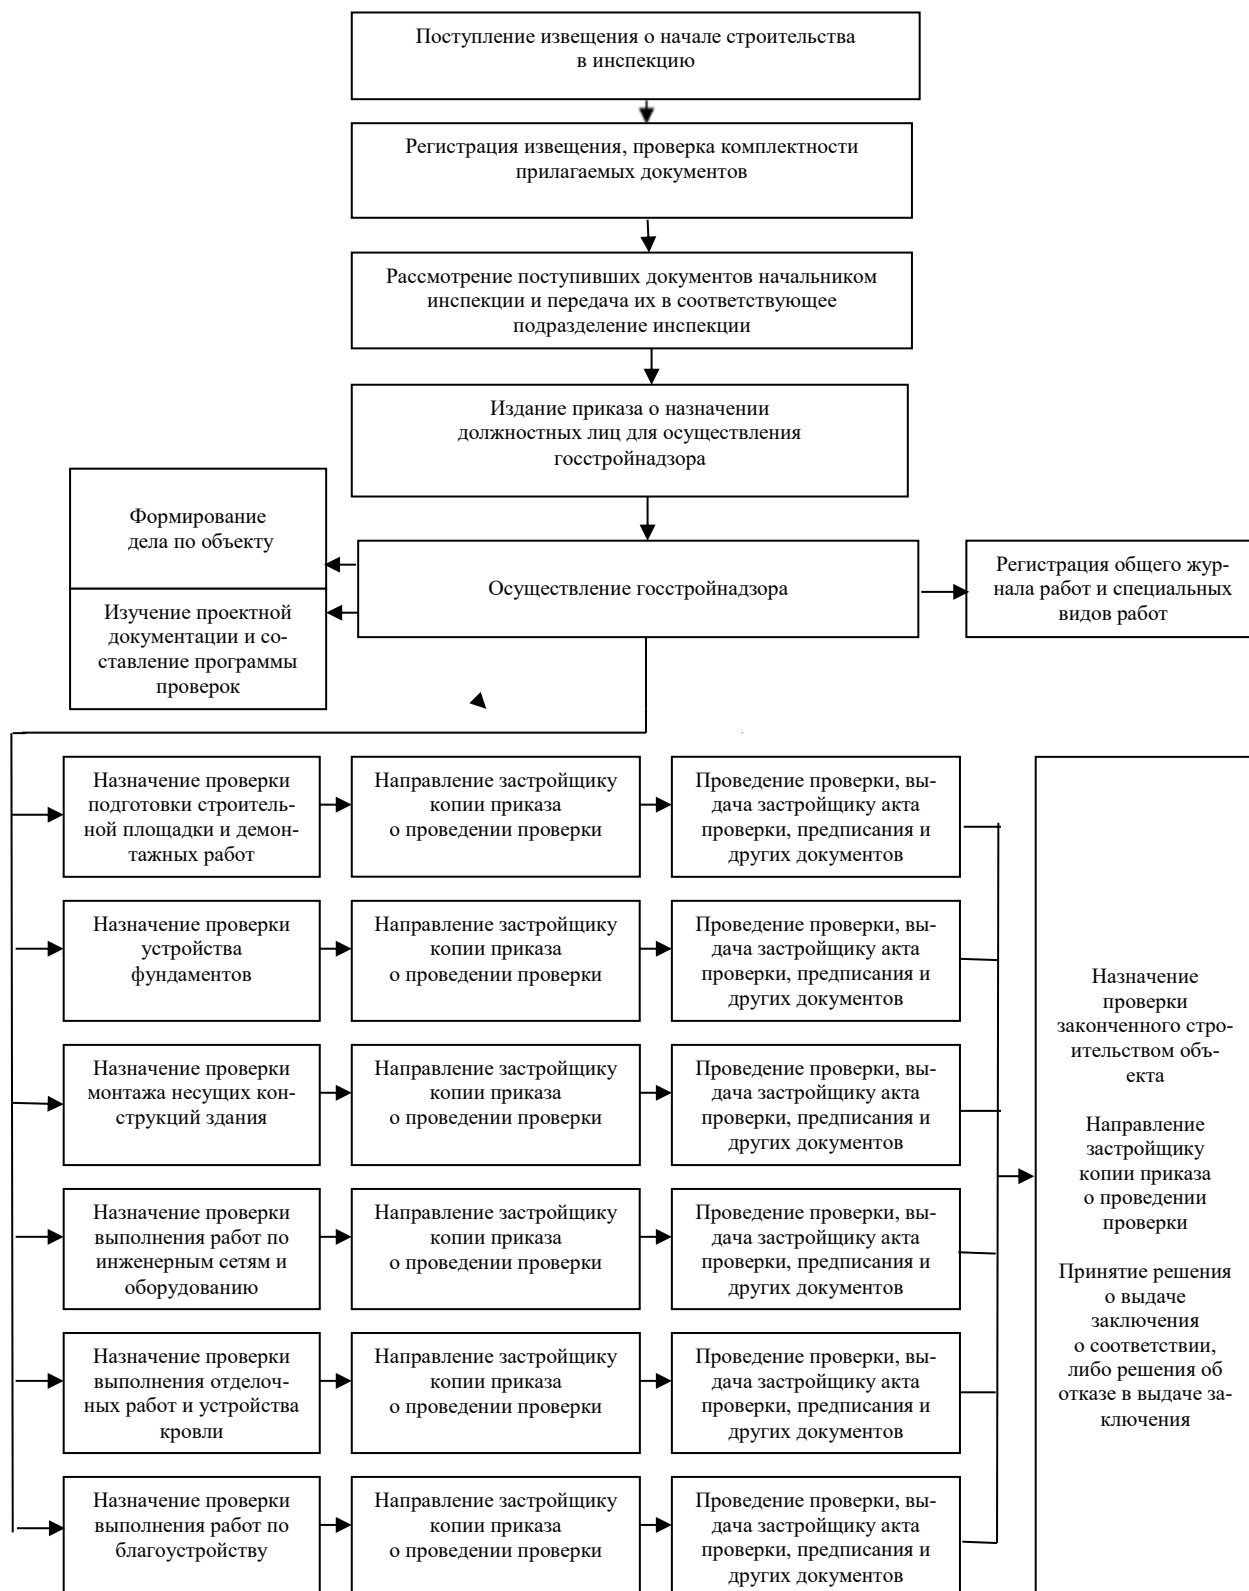 Поступление извещения о начале строительства
в инспекцию
Регистрация извещения, проверка комплектности
прилагаемых документов
Рассмотрение поступивших документов начальником
инспекции и передача их в соответствующее
подразделение инспекции
Издание приказа о назначении
должностных лиц для осуществления
госстройнадзора
Формирование
дела по объекту
Изучение проектной
документации и со-
ставление программы
проверок
Осуществление госстройнадзора
Регистрация общего жур-
нала работ и специальных
видов работ
Назначение проверки
подготовки строитель-
ной площадки и демон-
тажных работ
Направление застройщику
копии приказа
о проведении проверки
Проведение проверки, вы-
дача застройщику акта
проверки, предписания и
других документов
Назначение проверки
устройства
фундаментов
Направление застройщику
копии приказа
о проведении проверки
Проведение проверки, вы-
дача застройщику акта
проверки, предписания и
других документов
Назначение проверки
монтажа несущих кон-
струкций здания
Направление застройщику
копии приказа
о проведении проверки
Проведение проверки, вы-
дача застройщику акта
проверки, предписания и
других документов
Назначение проверки
выполнения работ по
инженерным сетям и
оборудованию
Направление застройщику
копии приказа
о проведении проверки
Проведение проверки, вы-
дача застройщику акта
проверки, предписания и
других документов
Назначение проверки
выполнения отделоч-
ных работ и устройства
кровли
Направление застройщику
копии приказа
о проведении проверки
Проведение проверки, вы-
дача застройщику акта
проверки, предписания и
других документов
Назначение проверки
выполнения работ по
благоустройству
Направление застройщику
копии приказа
о проведении проверки
Проведение проверки, вы-
дача застройщику акта
проверки, предписания и
других документов
Назначение
проверки
законченного стро-
ительством объ-
екта
Направление
застройщику
копии приказа
о проведении
проверки
Принятие решения
о выдаче
заключения
о соответствии,
либо решения об
отказе в выдаче за-
ключения